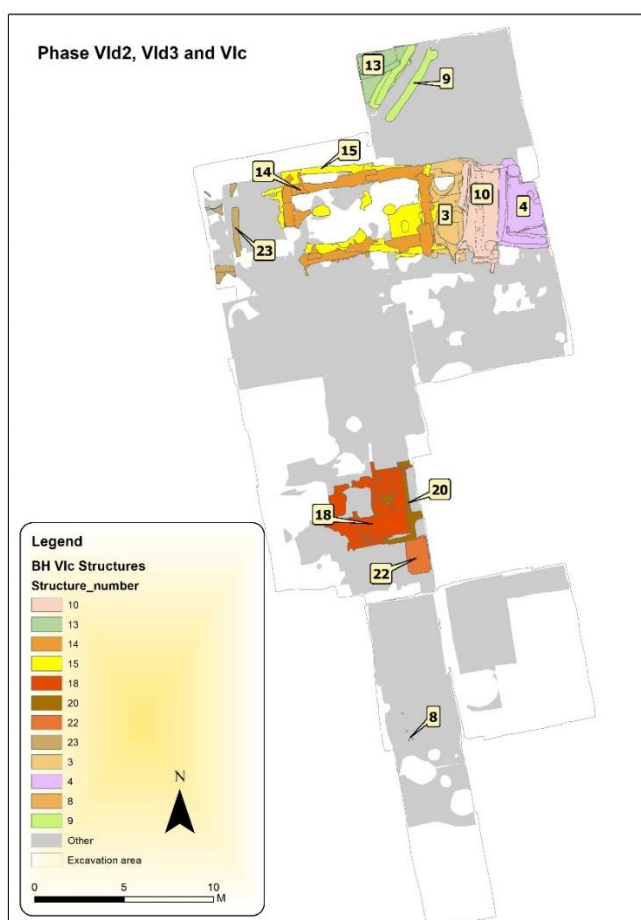 Phase VId2, VId3 and VIc
13
9
15
14
3
10
4
23
20
18
22
8
Legend
BH VIc Structures
Structure_number
10
13
14
15
18
20
22
23
3
4
8
9
Other
Excavation area
N
0 5 10
M